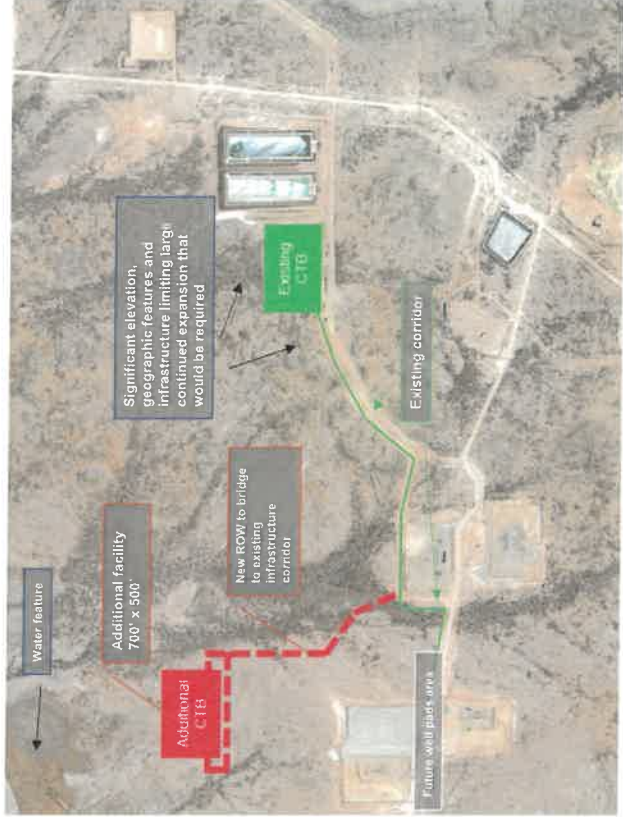 Water feature
Additional facility
700' x 500'
Additional
CTB
New ROW to bridge
to existing
infrastructure
corridor
Significant elevation,
geographic features and
infrastructure limiting large
continued expansion that
would be required
Existing
CTB
Existing corridor
Future well pads area